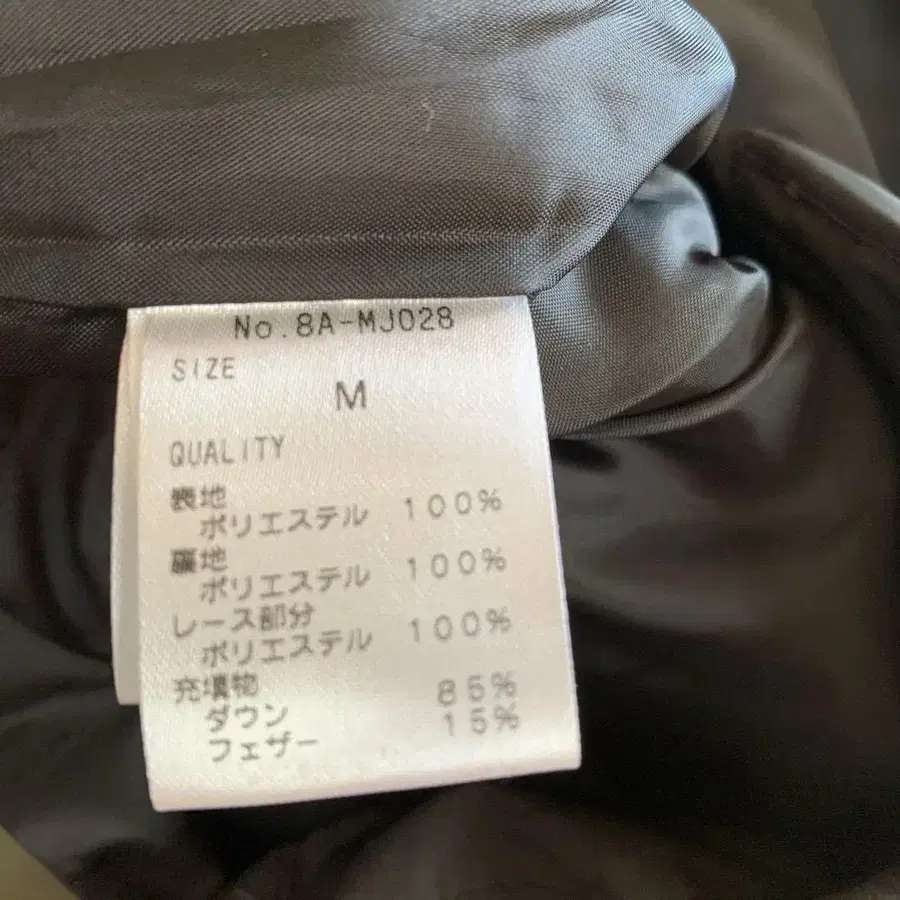 No.8A-MJ028
SIZE
M
QUALITY
表地
ポリエステル 100%
裏地
ポリエステル 100%
レース部分
ポリエステル 100%
充填物
ダウン 85%
フェザー 15%